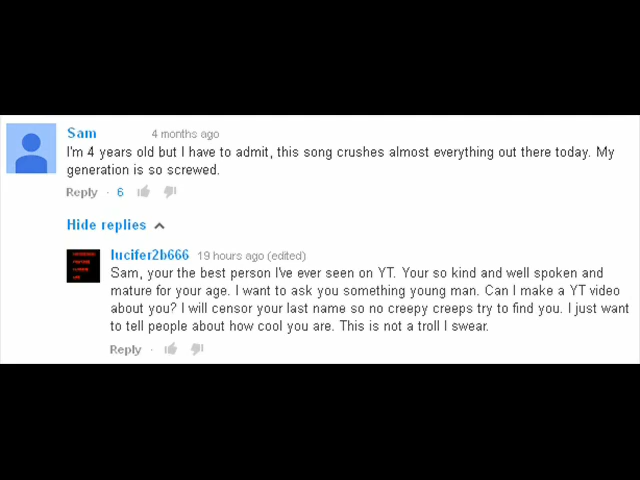 Sam 4 months ago
I'm 4 years old but I have to admit, this song crushes almost everything out there today. My
generation is so screwed.
Reply · 6
Hide replies
lucifer2b666 19 hours ago (edited)
Sam, your the best person I've ever seen on YT. Your so kind and well spoken and
mature for your age. I want to ask you something young man. Can I make a YT video
about you? I will censor your last name so no creepy creeps try to find you. I just want
to tell people about how cool you are. This is not a troll I swear.
Reply ·